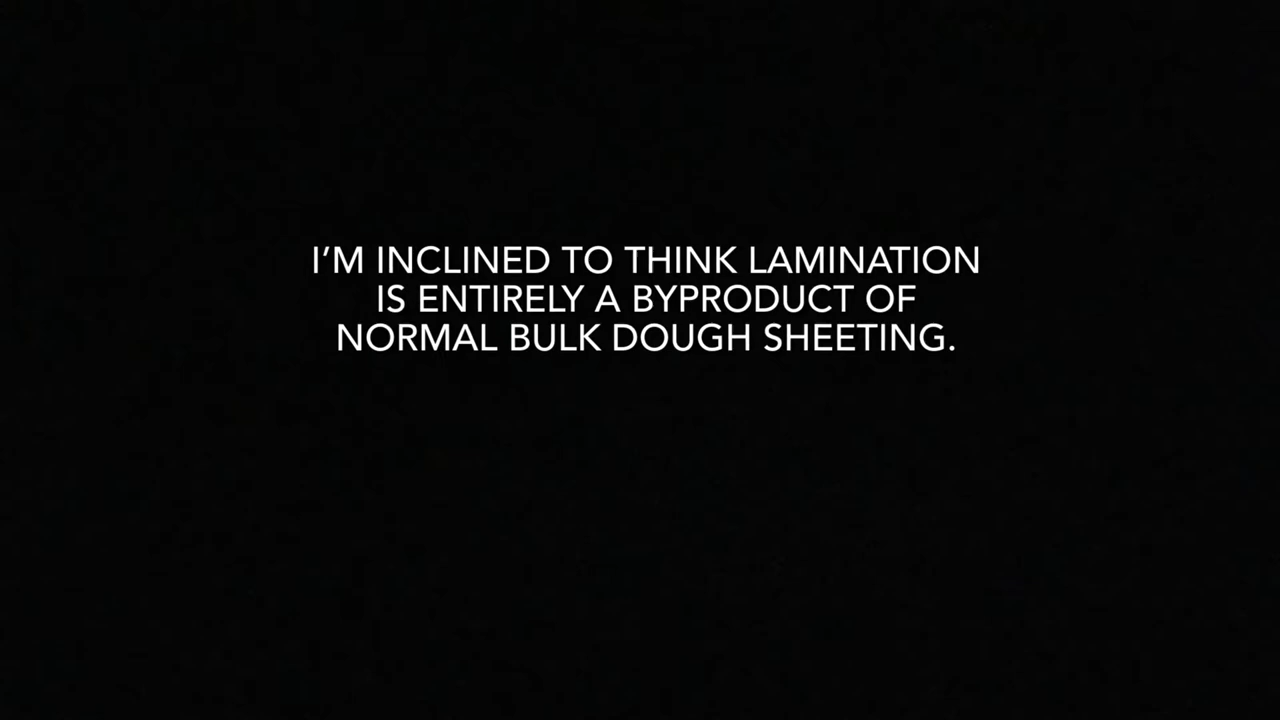 I’M INCLINED TO THINK LAMINATION
IS ENTIRELY A BYPRODUCT OF
NORMAL BULK DOUGH SHEETING.